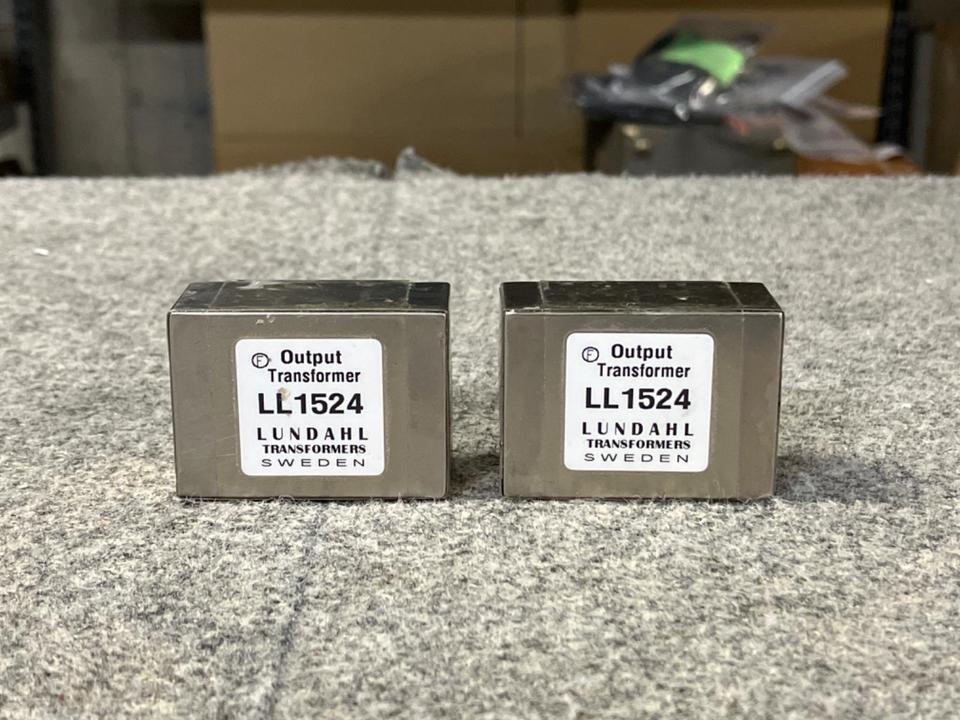 Ⓕ Output
Transformer
LL1524
LUNDAHL
TRANSFORMERS
SWEDEN
Ⓕ Output
Transformer
LL1524
LUNDAHL
TRANSFORMERS
SWEDEN